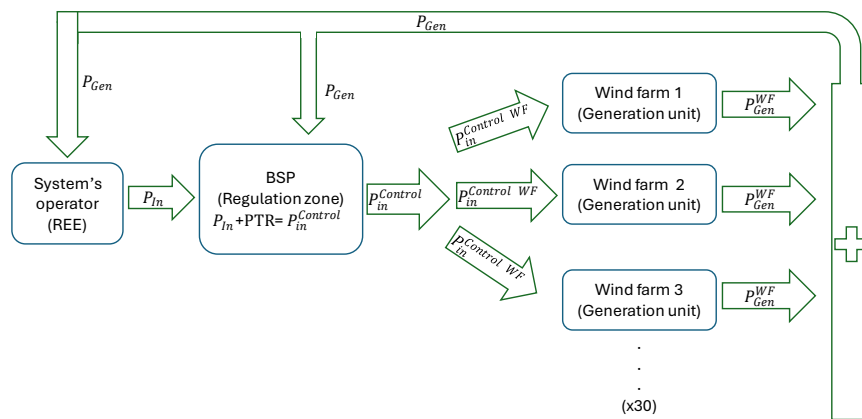 P_Gen
P_Gen
P_Gen
System's
operator
(REE)
P_In
BSP
(Regulation zone)
P_In +PTR= P_in^Control
P_in^Control
P_in^Control WF
P_in^Control WF
P_in^Control WF
Wind farm 1
(Generation unit)
P_Gen^WF
Wind farm 2
(Generation unit)
P_Gen^WF
Wind farm 3
(Generation unit)
P_Gen^WF
.
.
.
(x30)